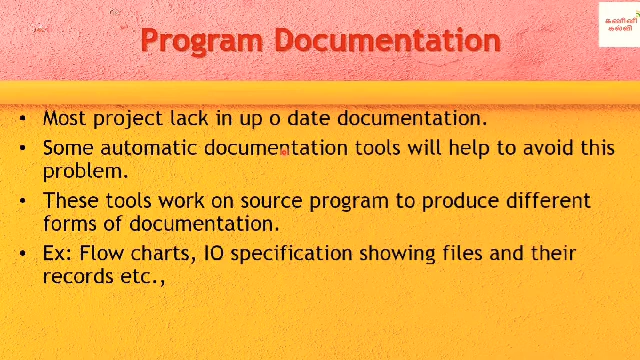 Program Documentation
கணினி
கல்வி
• Most project lack in up o date documentation.
• Some automatic documentation tools will help to avoid this
problem.
• These tools work on source program to produce different
forms of documentation.
• Ex: Flow charts, IO specification showing files and their
records etc.,